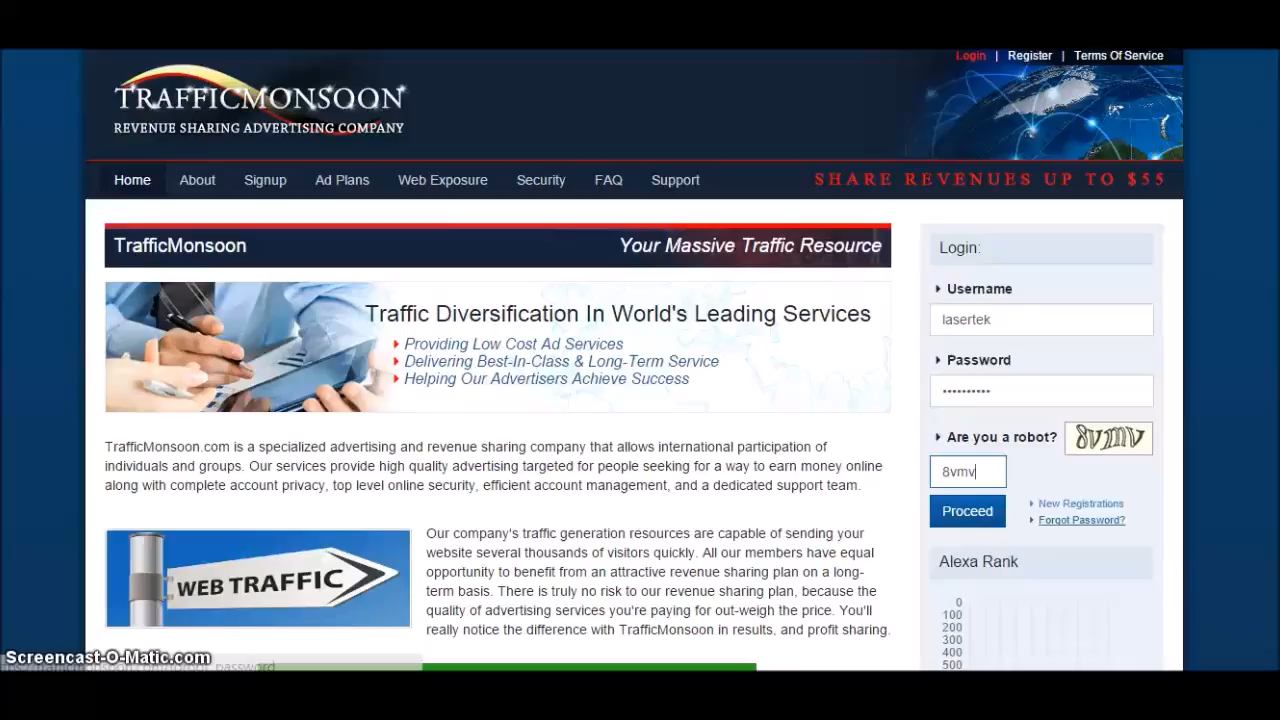 Login | Register | Terms Of Service
TRAFFICMONSOON
REVENUE SHARING ADVERTISING COMPANY
Home About Signup Ad Plans Web Exposure Security FAQ Support
SHARE REVENUES UP TO $55
TrafficMonsoon
Your Massive Traffic Resource
Traffic Diversification In World's Leading Services
Providing Low Cost Ad Services
Delivering Best-In-Class & Long-Term Service
Helping Our Advertisers Achieve Success
TrafficMonsoon.com is a specialized advertising and revenue sharing company that allows international participation of
individuals and groups. Our services provide high quality advertising targeted for people seeking for a way to earn money online
along with complete account privacy, top level online security, efficient account management, and a dedicated support team.
WEB TRAFFIC
Our company's traffic generation resources are capable of sending your
website several thousands of visitors quickly. All our members have equal
opportunity to benefit from an attractive revenue sharing plan on a long-
term basis. There is truly no risk to our revenue sharing plan, because the
quality of advertising services you're paying for out-weigh the price. You'll
really notice the difference with TrafficMonsoon in results, and profit sharing.
Login:
Username
lasertek
Password
••••••••••
Are you a robot?
8vmv
8vmv
Proceed
New Registrations
Forgot Password?
Alexa Rank
0
100
200
300
400
500
Screencast-O-Matic.com